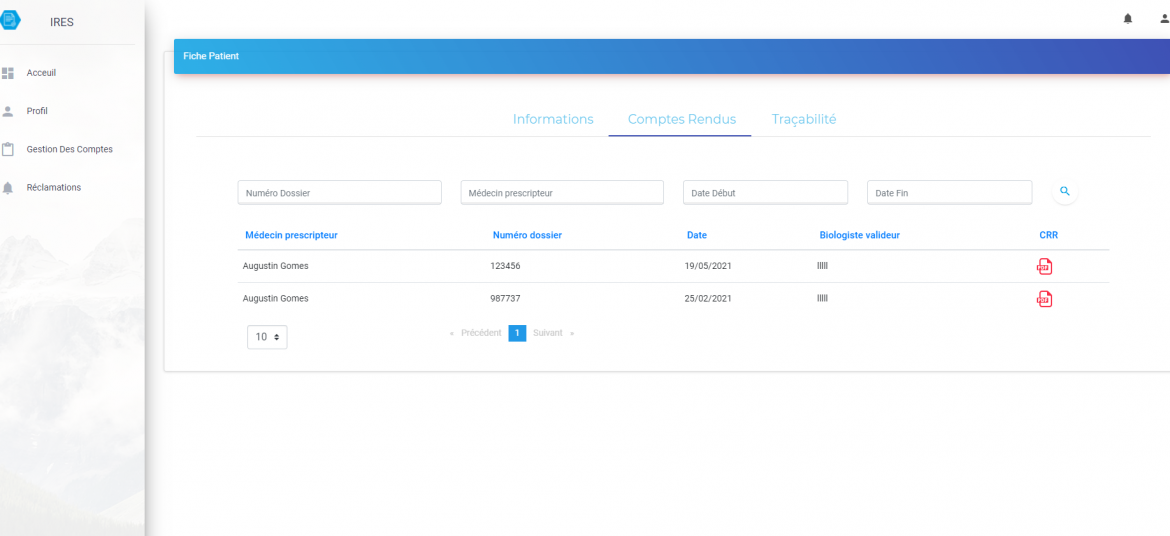 IRES
Acceuil
Profil
Gestion Des Comptes
Réclamations
Fiche Patient
Informations Comptes Rendus Traçabilité
Numéro Dossier Médecin prescripteur Date Début Date Fin
Médecin prescripteur Numéro dossier Date Biologiste valideur CRR
Augustin Gomes 123456 19/05/2021 lllll PDF
Augustin Gomes 987737 25/02/2021 lllll PDF
10 « Précédent 1 Suivant »